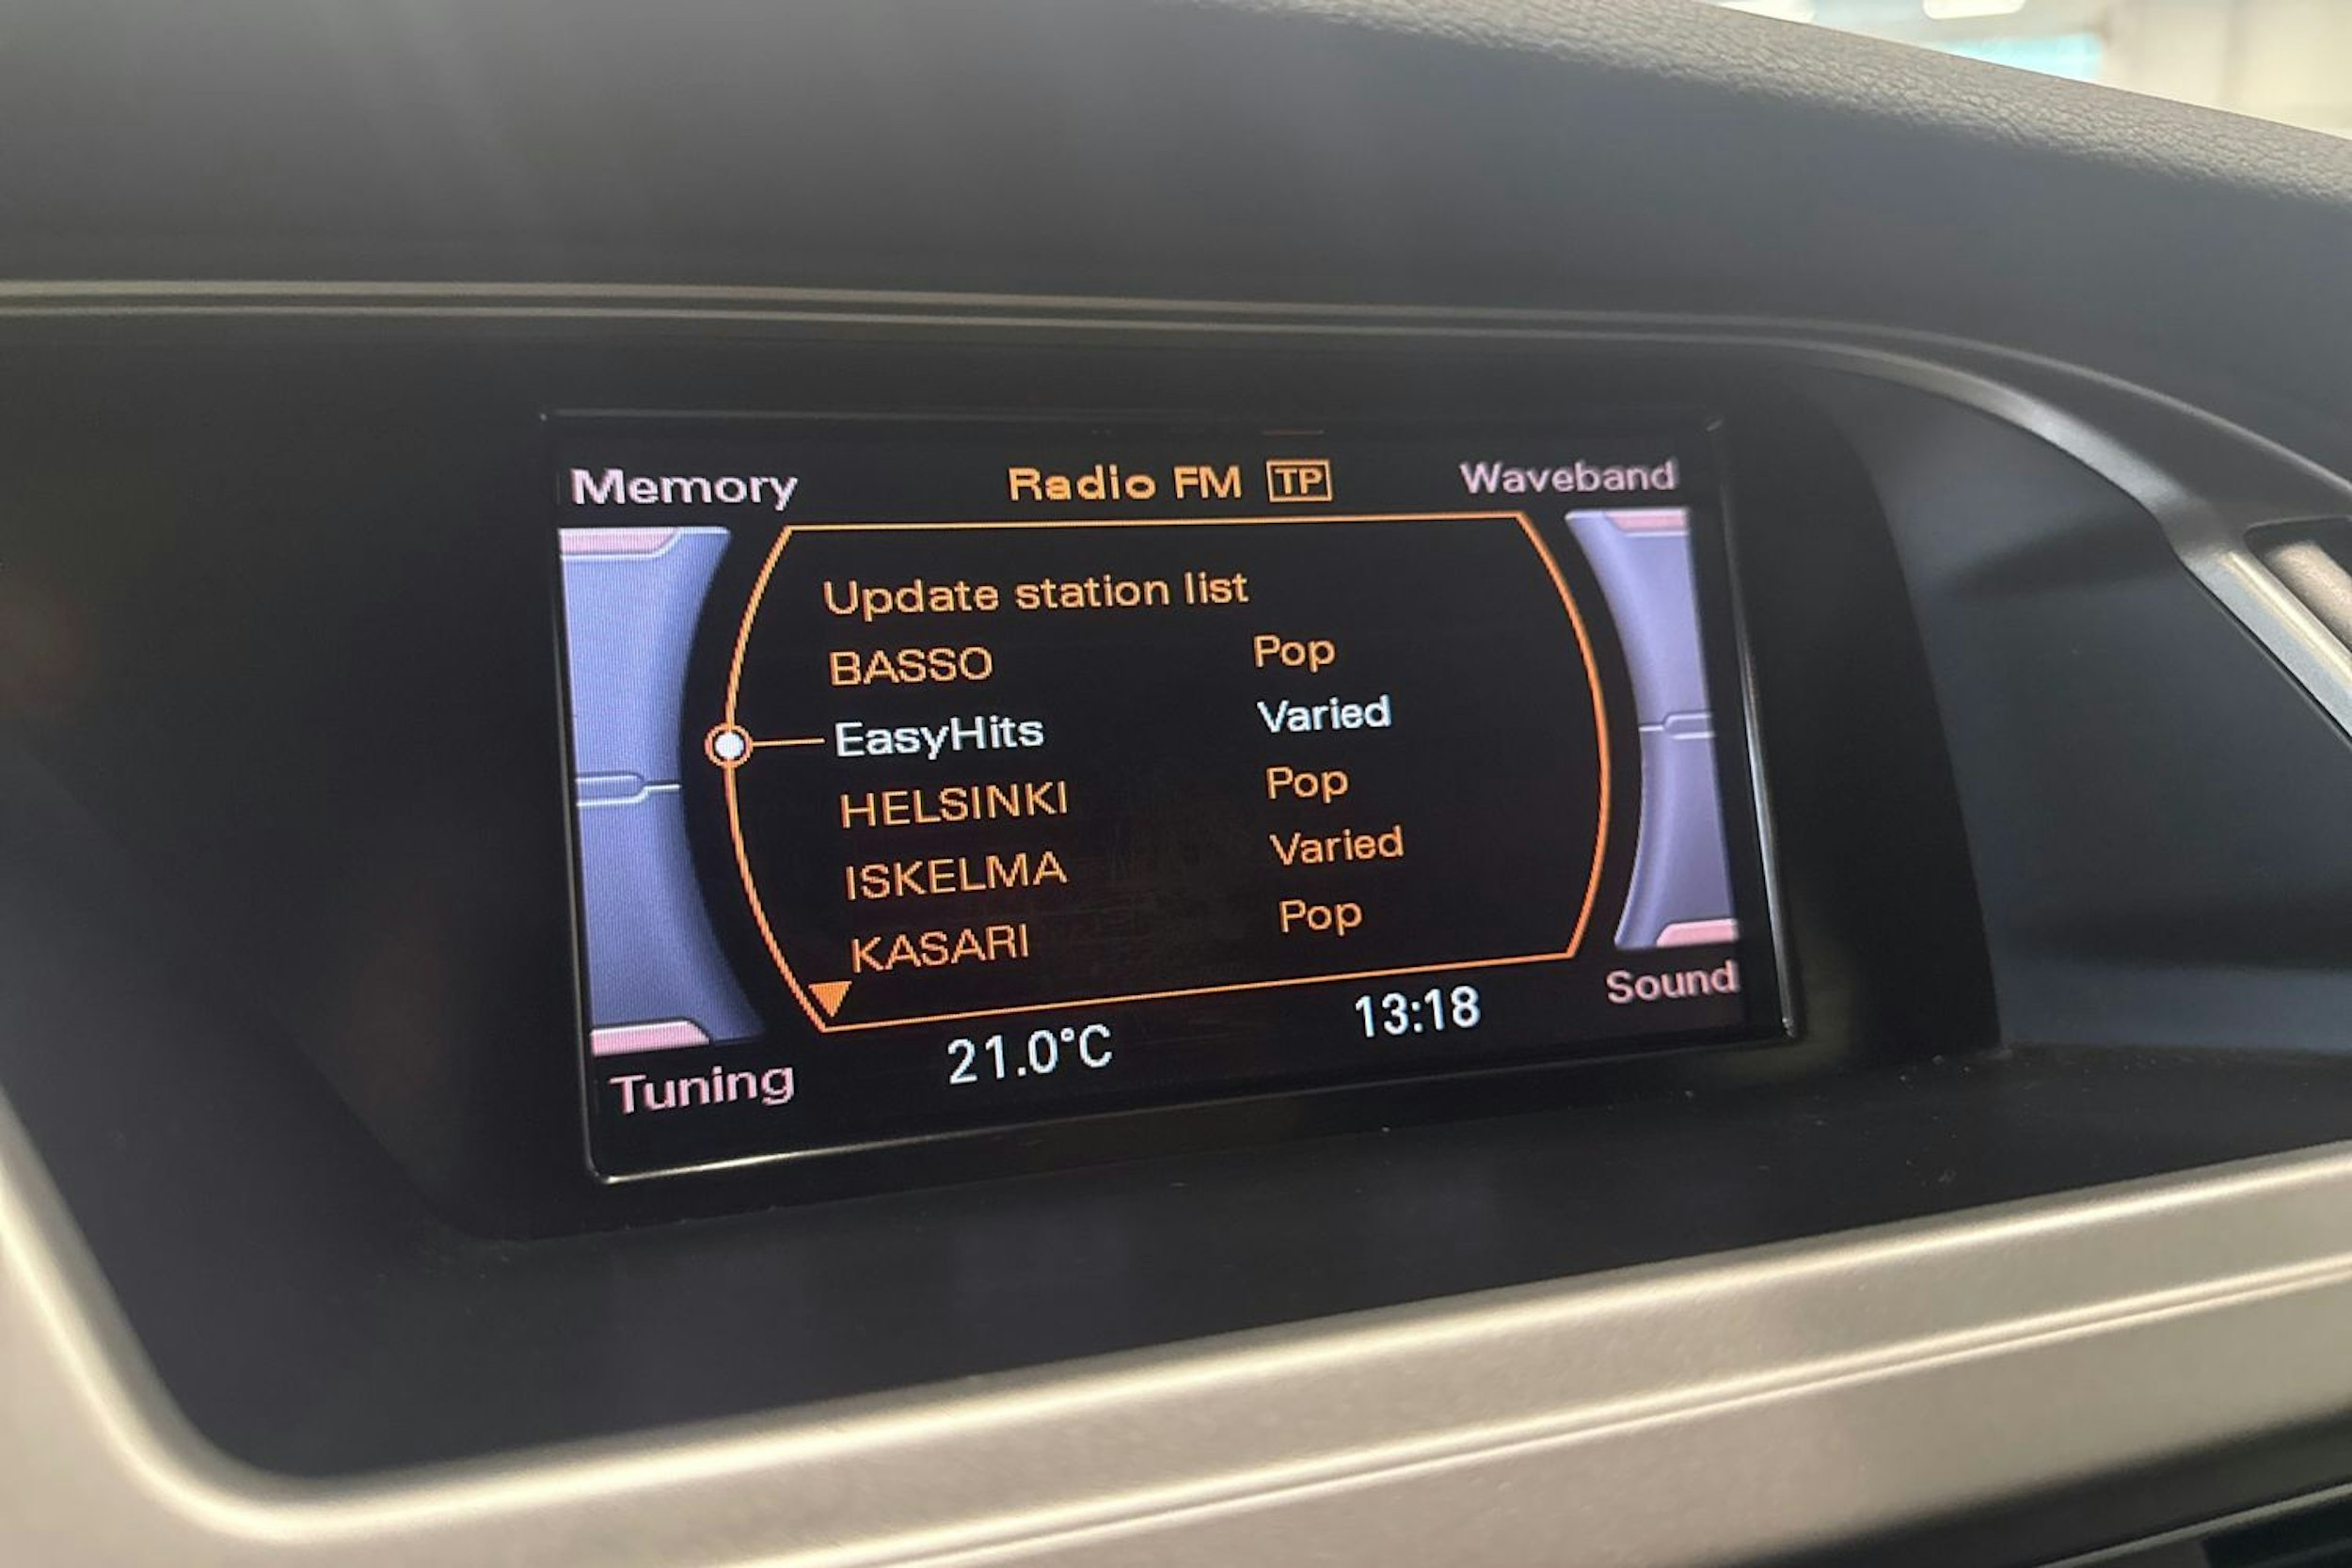 Memory Radio FM TP Waveband
Update station list
BASSO Pop
EasyHits Varied
HELSINKI Pop
ISKELMA Varied
KASARI Pop
Tuning 21.0°C 13:18 Sound